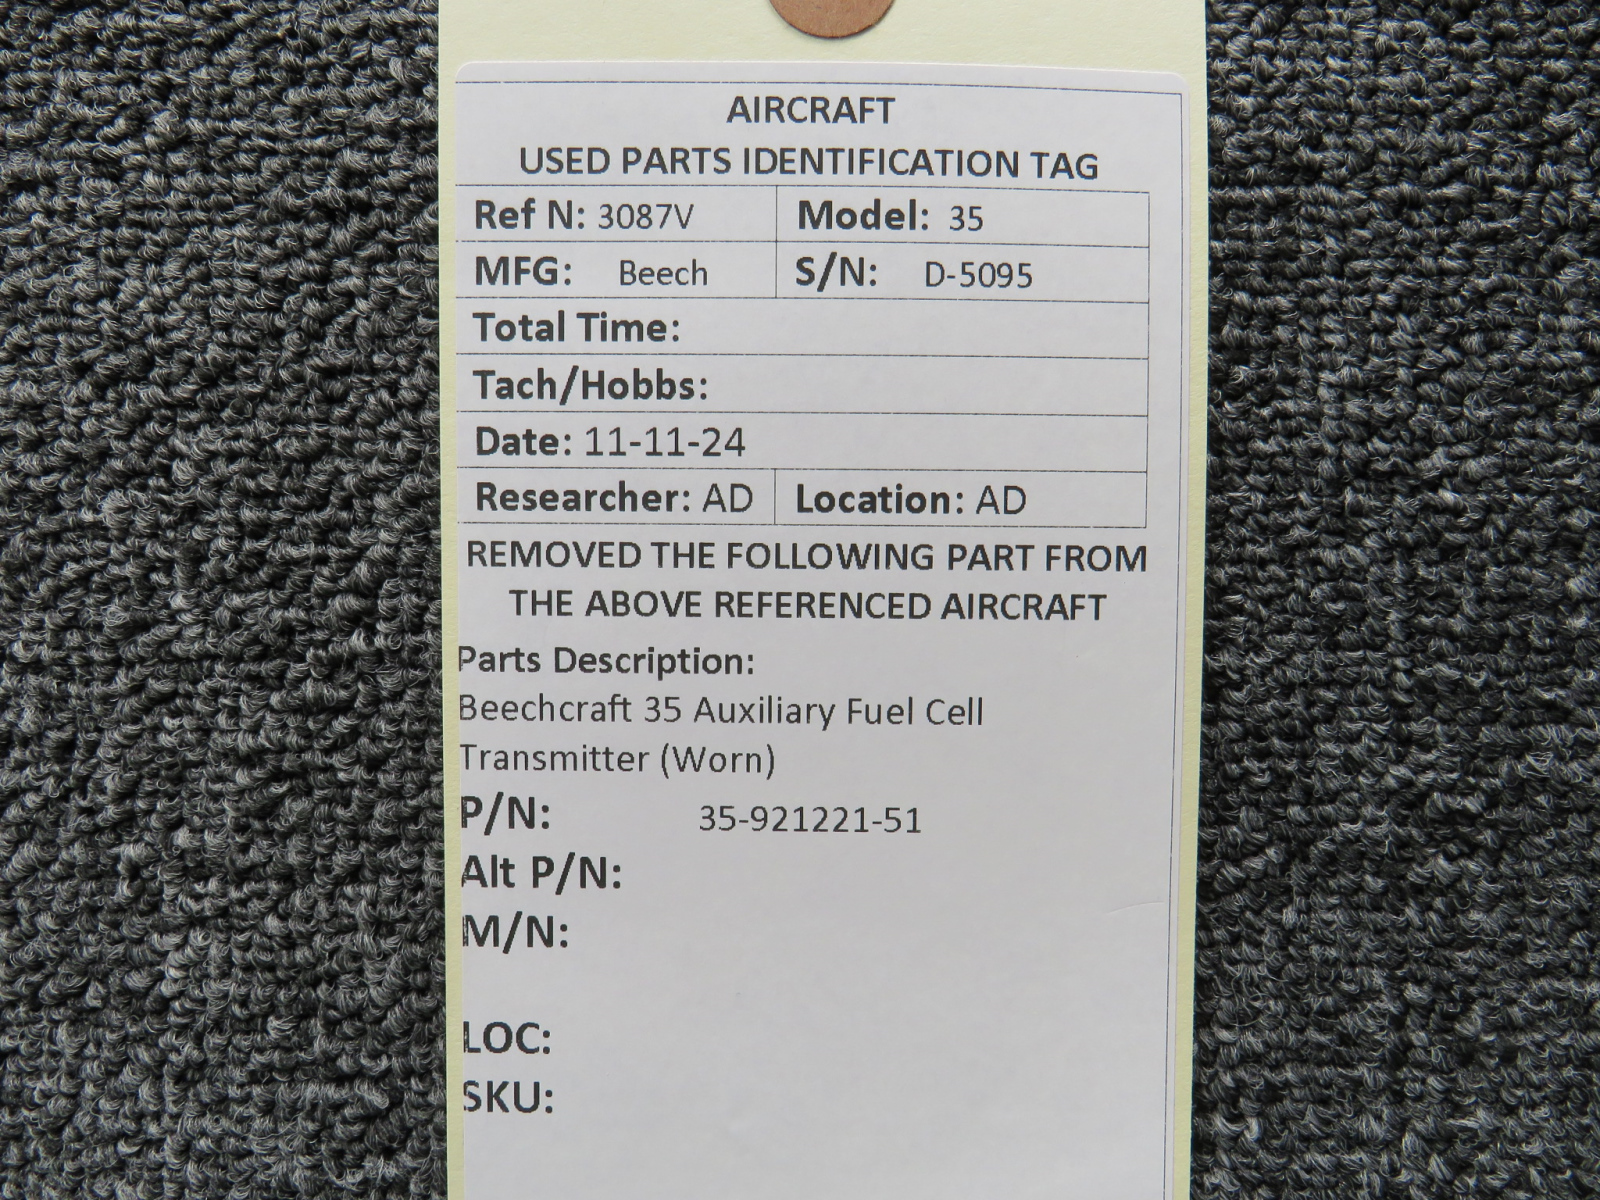 AIRCRAFT
USED PARTS IDENTIFICATION TAG
Ref N: 3087V Model: 35
MFG: Beech S/N: D-5095
Total Time:
Tach/Hobbs:
Date: 11-11-24
Researcher: AD Location: AD
REMOVED THE FOLLOWING PART FROM
THE ABOVE REFERENCED AIRCRAFT
Parts Description:
Beechcraft 35 Auxiliary Fuel Cell
Transmitter (Worn)
P/N: 35-921221-51
Alt P/N:
M/N:
LOC:
SKU: